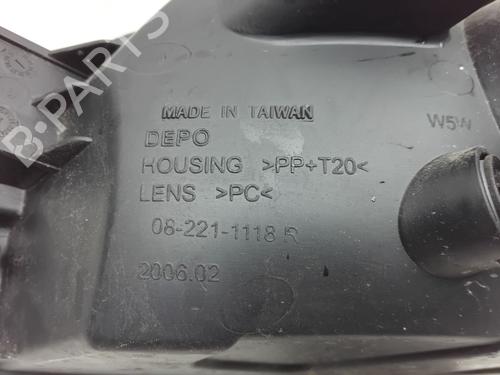 B-PARTS
MADE IN TAIWAN
DEPO
W5W
HOUSING >PP+T20<
LENS >PC<
08-221-1118 R
2006.02